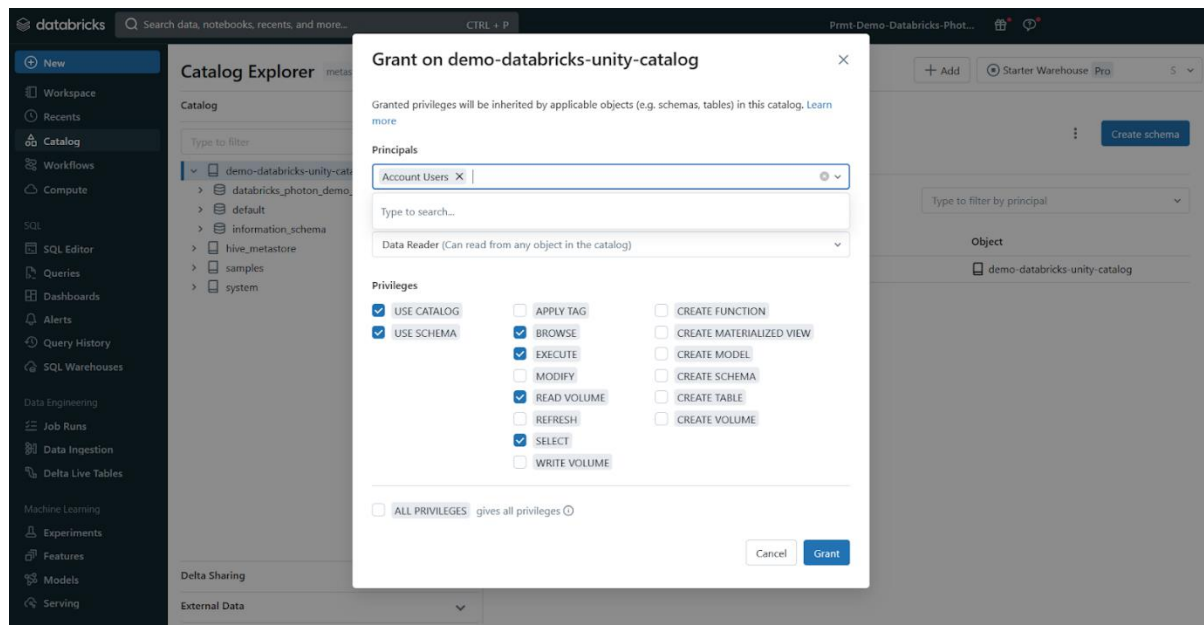 databricks
Search data, notebooks, recents, and more...
CTRL + P
Prmt-Demo-Databricks-Phot...
New
Workspace
Recents
Catalog
Workflows
Compute
SQL
SQL Editor
Queries
Dashboards
Alerts
Query History
SQL Warehouses
Data Engineering
Job Runs
Data Ingestion
Delta Live Tables
Machine Learning
Experiments
Features
Models
Serving
Catalog Explorer metas
Catalog
Type to filter
demo-databricks-unity-cata
databricks_photon_demo_
default
information_schema
hive_metastore
samples
system
Delta Sharing
External Data
Grant on demo-databricks-unity-catalog
Granted privileges will be inherited by applicable objects (e.g. schemas, tables) in this catalog. Learn
more
Principals
Account Users
Type to search...
Data Reader (Can read from any object in the catalog)
Privileges
USE CATALOG
USE SCHEMA
APPLY TAG
BROWSE
EXECUTE
MODIFY
READ VOLUME
REFRESH
SELECT
WRITE VOLUME
CREATE FUNCTION
CREATE MATERIALIZED VIEW
CREATE MODEL
CREATE SCHEMA
CREATE TABLE
CREATE VOLUME
ALL PRIVILEGES gives all privileges
Cancel
Grant
Add
Starter Warehouse Pro S
Create schema
Type to filter by principal
Object
demo-databricks-unity-catalog